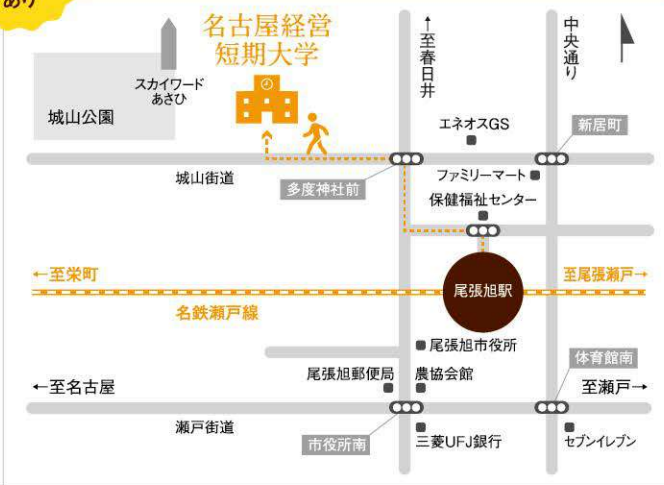 あり
名古屋経営
短期大学
↑至春日井
中央通り
スカイワード
あさひ
城山公園
エネオスGS
新居町
城山街道
多度神社前
ファミリーマート
保健福祉センター
←至栄町
尾張旭駅
至尾張瀬戸→
名鉄瀬戸線
尾張旭市役所
体育館南
尾張旭郵便局
農協会館
←至名古屋
至瀬戸→
瀬戸街道
市役所南
三菱UFJ銀行
セブンイレブン